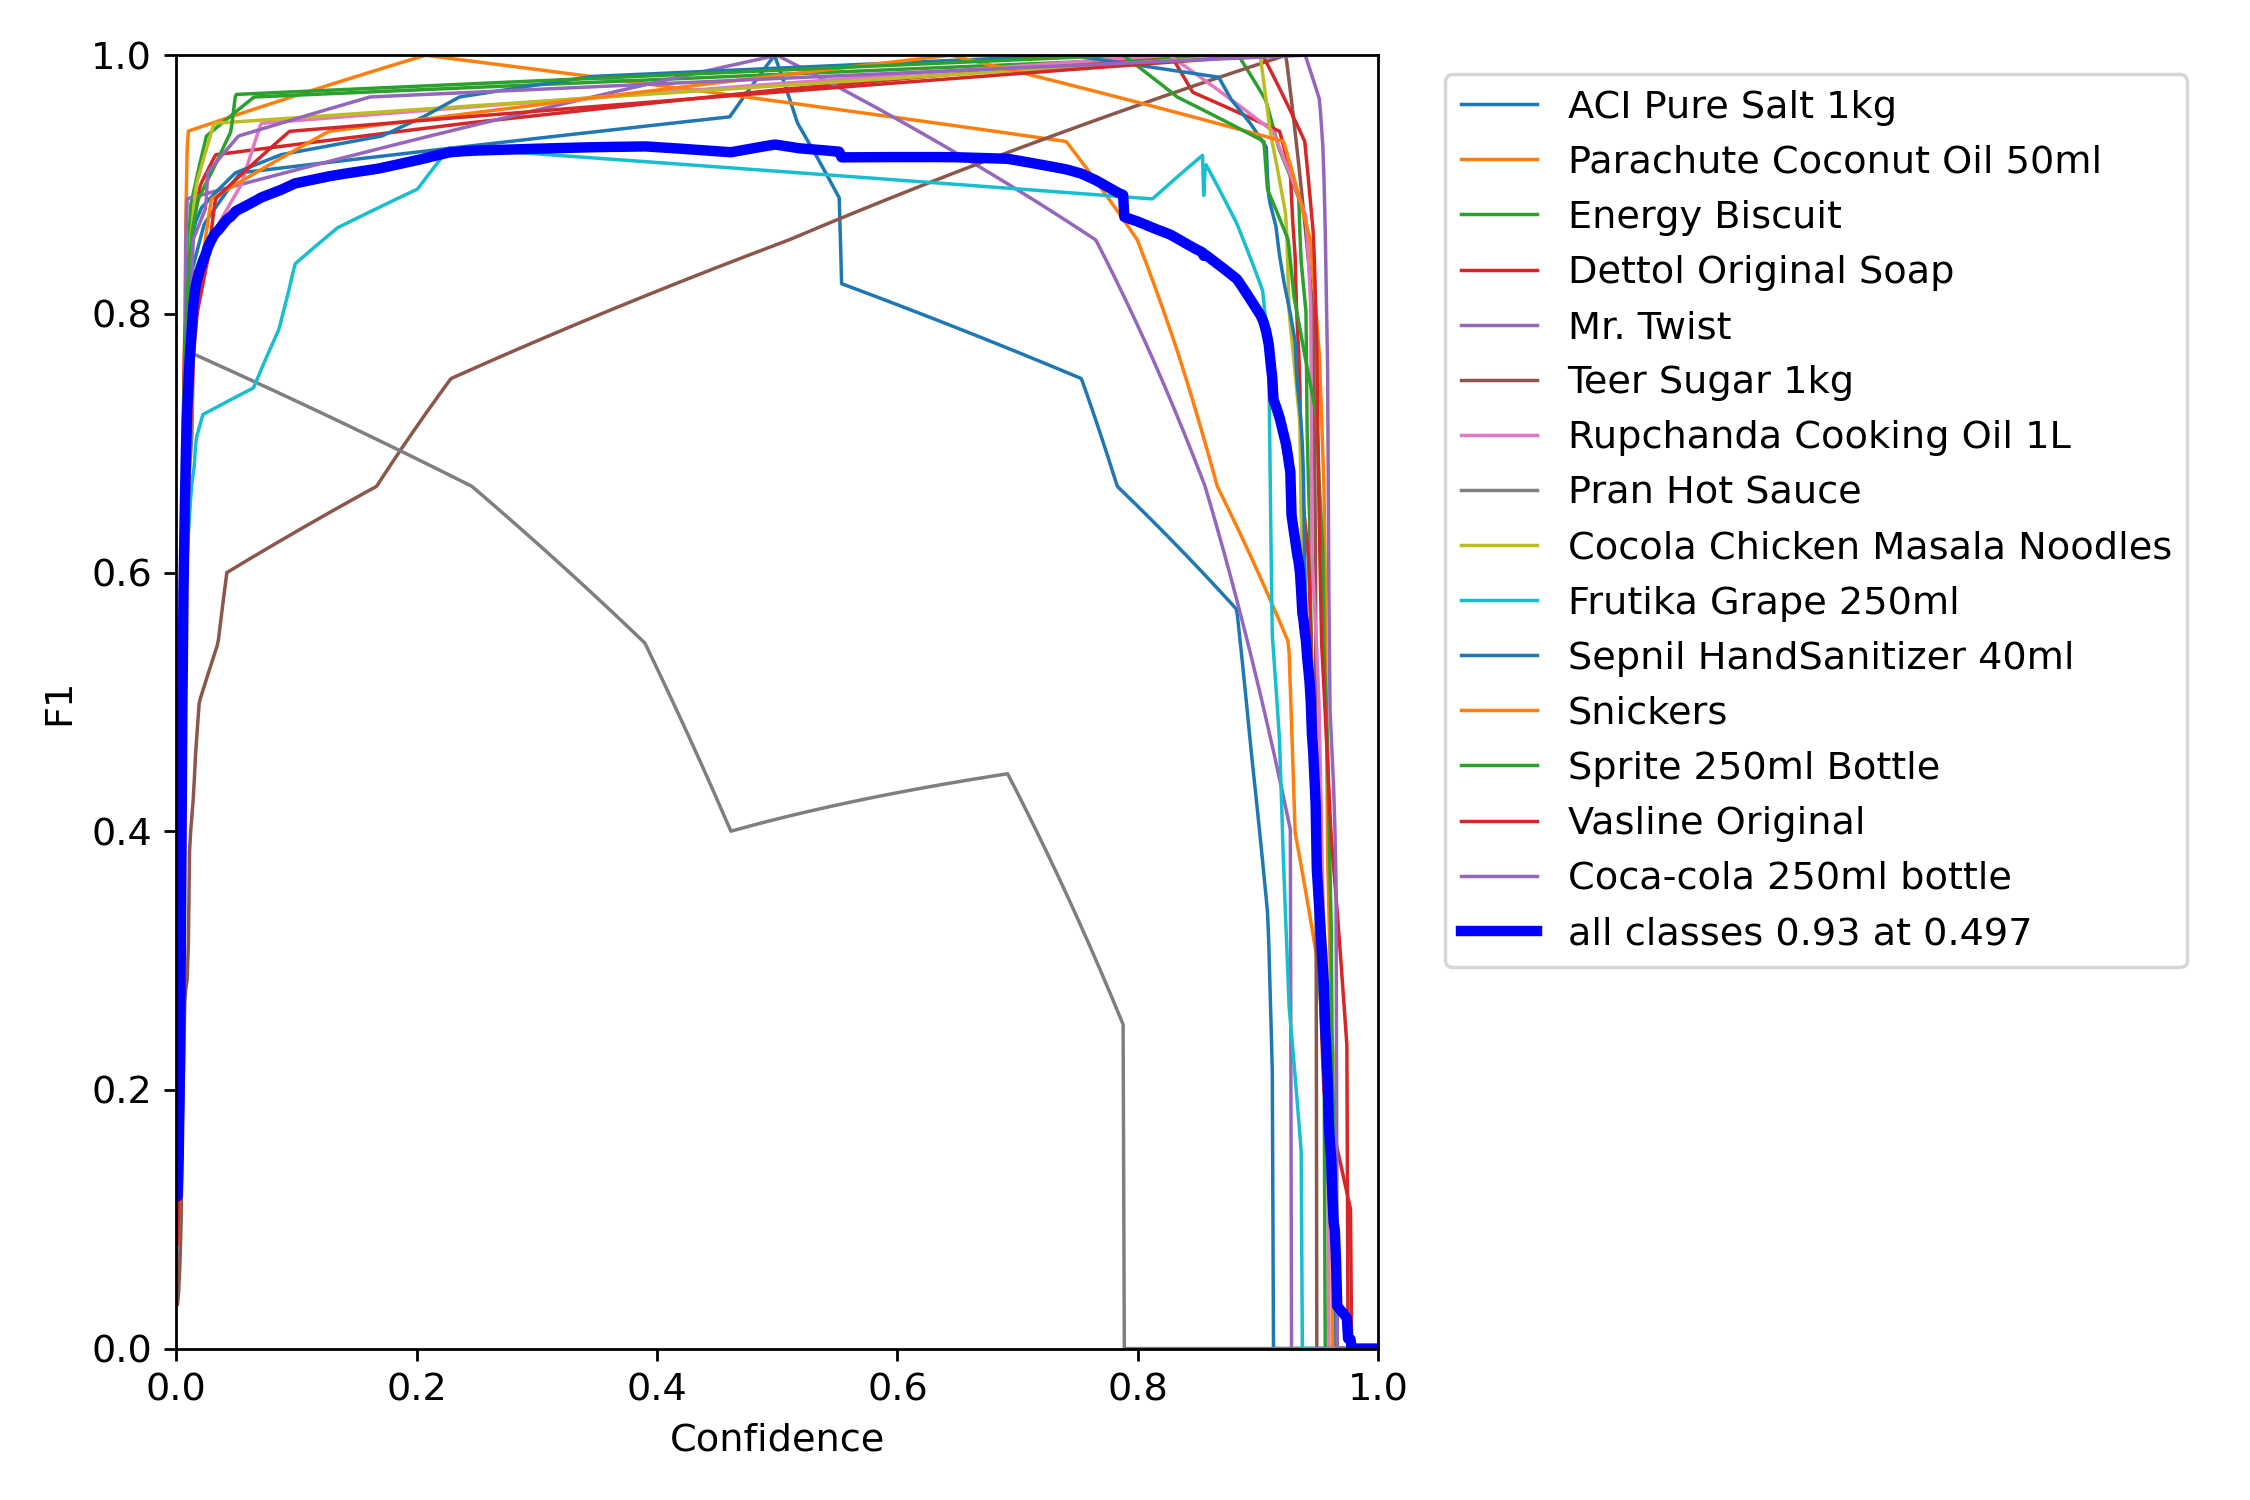 1.0
0.8
0.6
0.4
0.2
0.0
F1
0.0 0.2 0.4 0.6 0.8 1.0
Confidence
ACI Pure Salt 1kg
Parachute Coconut Oil 50ml
Energy Biscuit
Dettol Original Soap
Mr. Twist
Teer Sugar 1kg
Rupchanda Cooking Oil 1L
Pran Hot Sauce
Cocola Chicken Masala Noodles
Frutika Grape 250ml
Sepnil HandSanitizer 40ml
Snickers
Sprite 250ml Bottle
Vasline Original
Coca-cola 250ml bottle
all classes 0.93 at 0.497